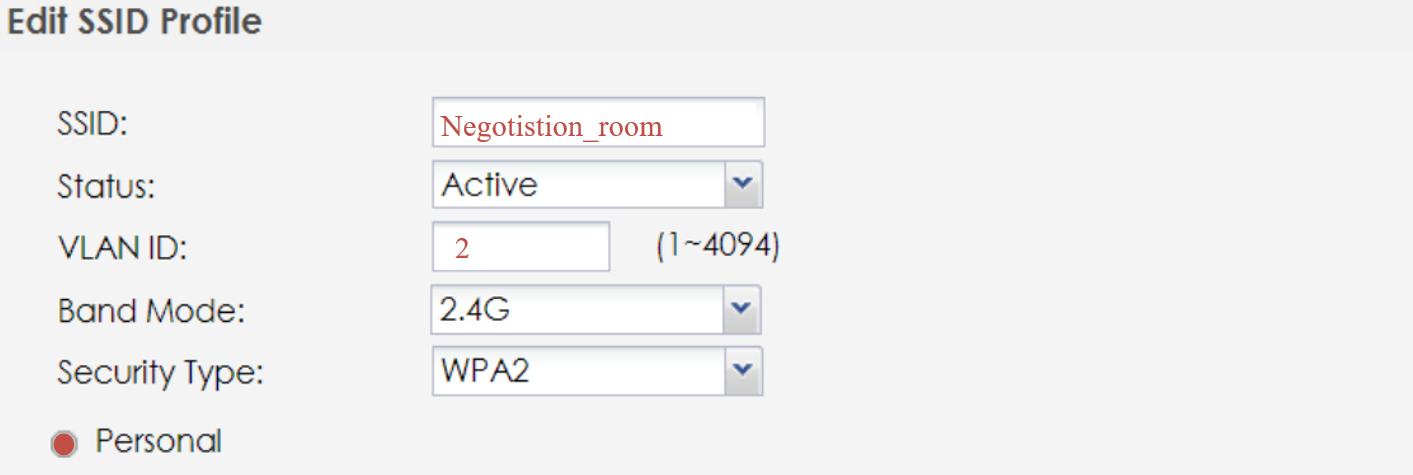 Edit SSID Profile
SSID: Negotistion_room
Status: Active
VLAN ID: 2 (1~4094)
Band Mode: 2.4G
Security Type: WPA2
Personal